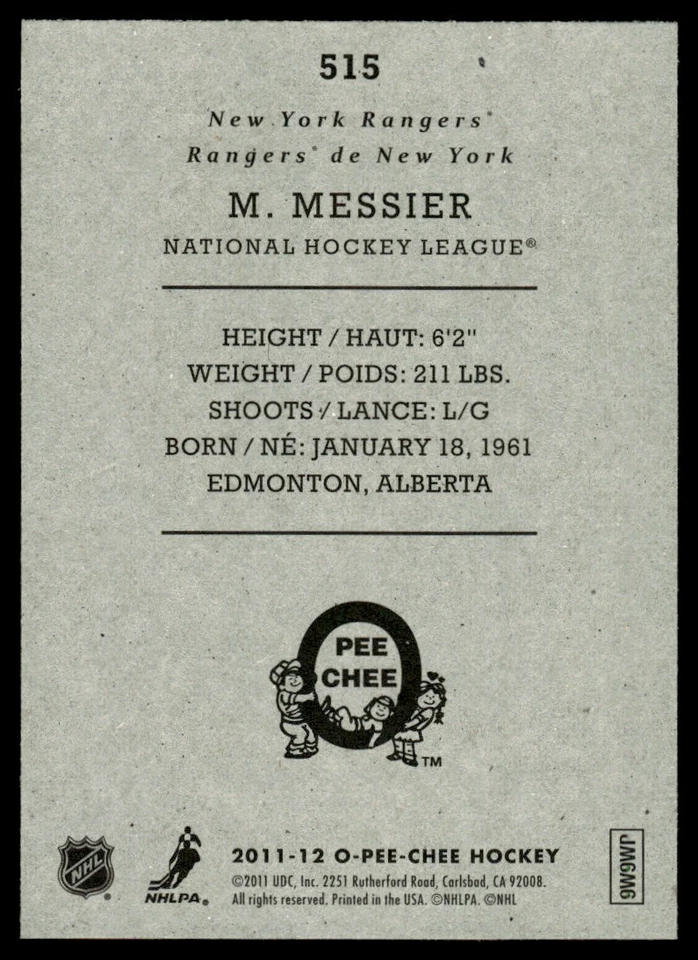 515
New York Rangers®
Rangers® de New York
M. MESSIER
NATIONAL HOCKEY LEAGUE®
HEIGHT / HAUT: 6'2"
WEIGHT / POIDS: 211 LBS.
SHOOTS / LANCE: L/G
BORN / NÉ: JANUARY 18, 1961
EDMONTON, ALBERTA
PEE
CHEE
TM
NHL
NHLPA®
2011-12 O-PEE-CHEE HOCKEY
©2011 UDC, Inc. 2251 Rutherford Road, Carlsbad, CA 92008.
All rights reserved. Printed in the USA. ©NHLPA. ©NHL